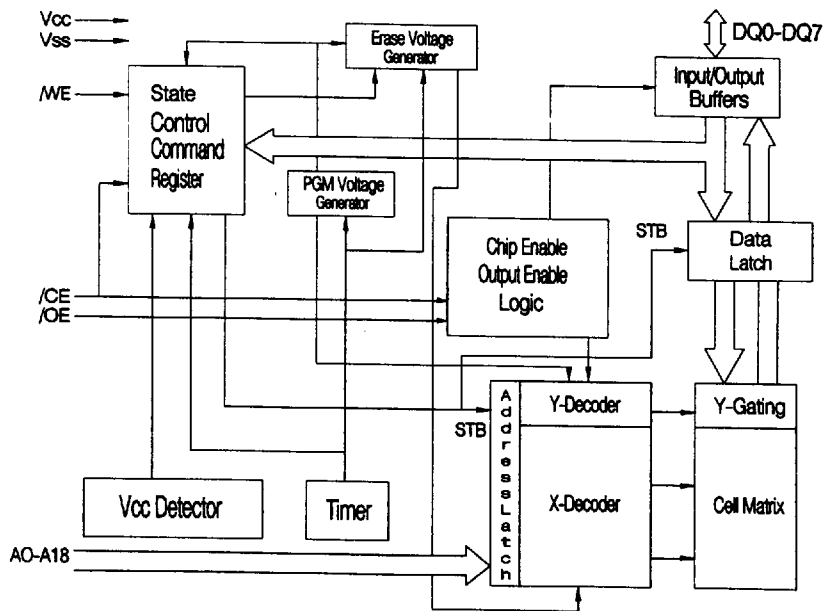 Vcc
Vss
Erase Voltage
Generator
DQ0-DQ7
/WE
State
Control
Command
Register
Input/Output
Buffers
PGM Voltage
Generator
Chip Enable
Output Enable
Logic
STB
Data
Latch
/CE
/OE
STB
AddressLatch
Y-Decoder
Y-Gating
X-Decoder
Cell Matrix
Vcc Detector
Timer
AO-A18